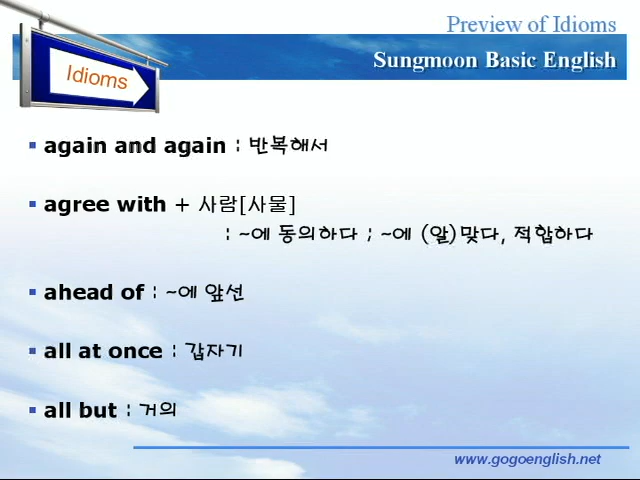 Preview of Idioms
Sungmoon Basic English
Idioms
▪ again and again : 반복해서
▪ agree with + 사람[사물]
: ~에 동의하다 ; ~에 (알)맞다, 적합하다
▪ ahead of : ~에 앞선
▪ all at once : 갑자기
▪ all but : 거의
www.gogoenglish.net